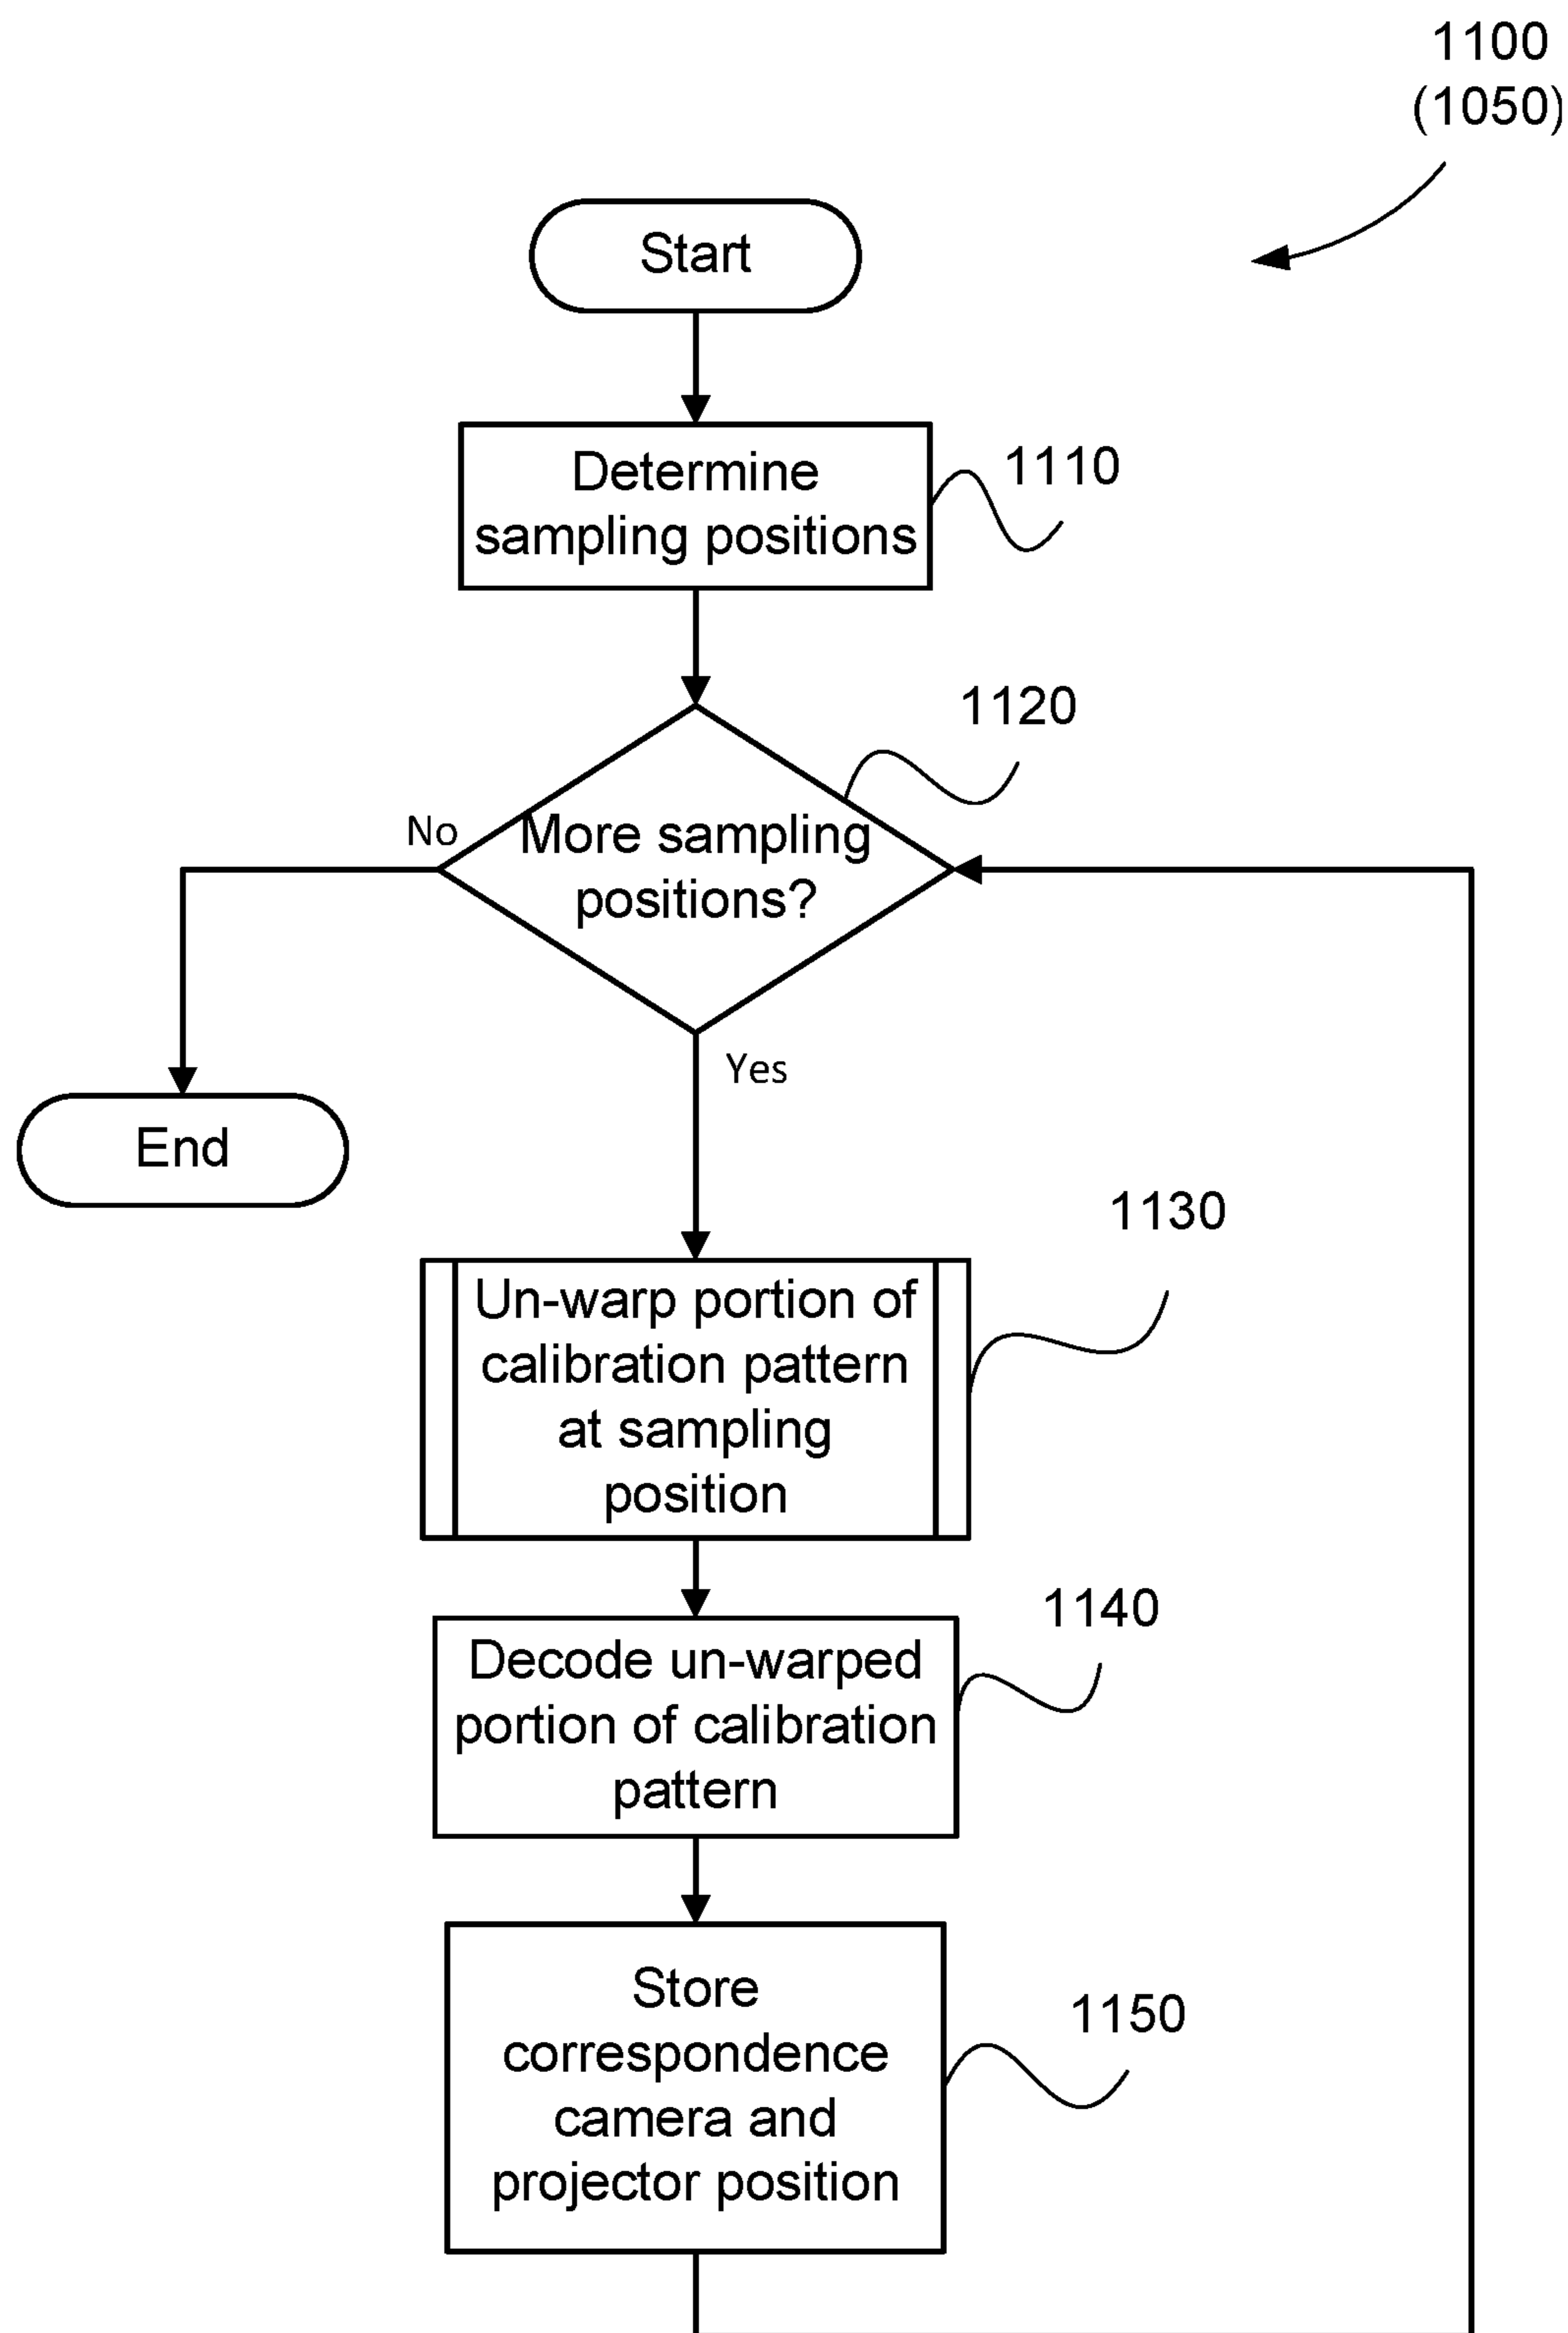 1100
(1050)
Start
Determine
sampling positions
1110
1120
More sampling
positions?
No
Yes
End
1130
Un-warp portion of
calibration pattern
at sampling
position
1140
Decode un-warped
portion of calibration
pattern
1150
Store
correspondence
camera and
projector position